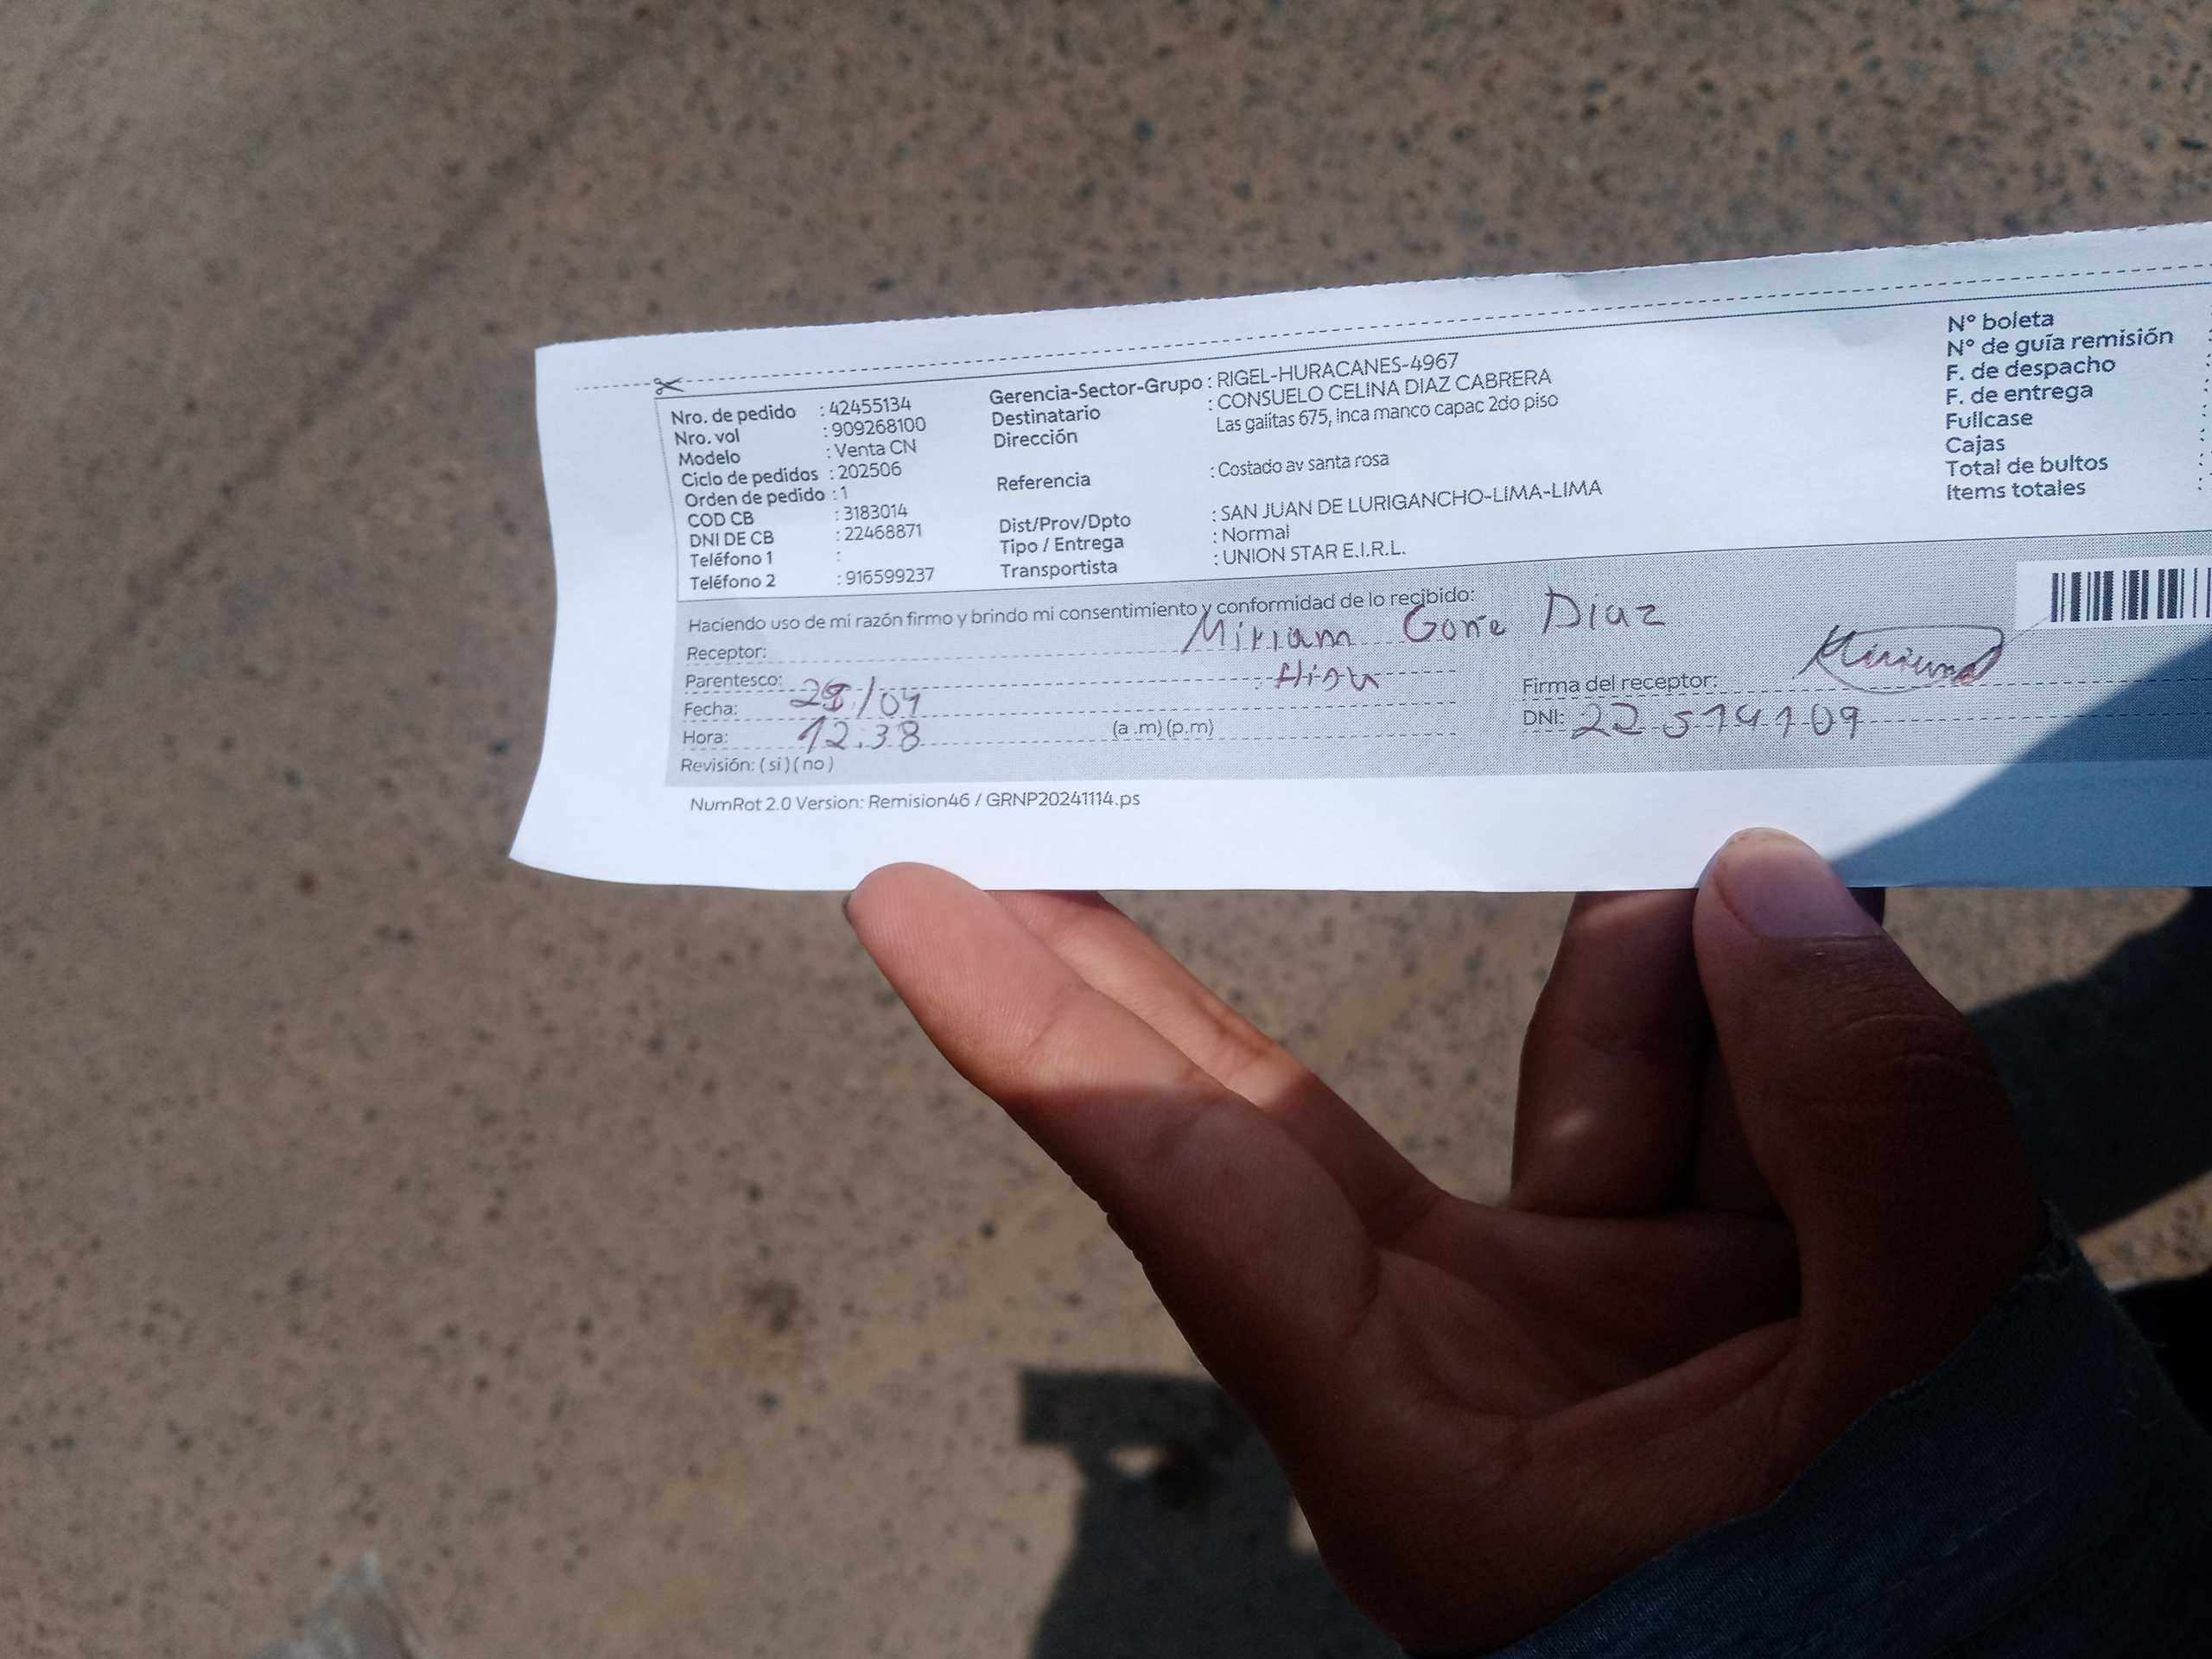 Nro. de pedido : 42455134
Nro. vol : 909268100
Modelo : Venta CN
Ciclo de pedidos : 202506
Orden de pedido : 1
COD CB : 3183014
DNI DE CB : 22468871
Teléfono 1 :
Teléfono 2 : 916599237
Gerencia-Sector-Grupo : RIGEL-HURACANES-4967
Destinatario : CONSUELO CELINA DIAZ CABRERA
Dirección Las galitas 675, inca manco capac 2do piso
Referencia : Costado av santa rosa
Dist/Prov/Dpto : SAN JUAN DE LURIGANCHO-LIMA-LIMA
Tipo / Entrega : Normal
Transportista : UNION STAR E.I.R.L.
N° boleta
N° de guía remisión :
F. de despacho :
F. de entrega :
Fullcase :
Cajas :
Total de bultos :
Items totales :
Haciendo uso de mi razón firmo y brindo mi consentimiento y conformidad de lo recibido:
Receptor: Miriam Goñe Diaz
Parentesco: Hija
Fecha: /04
Hora: 12.38 (a .m) (p.m)
Revisión: ( si ) ( no )
Firma del receptor:
DNI:
NumRot 2.0 Version: Remision46 / GRNP20241114.ps